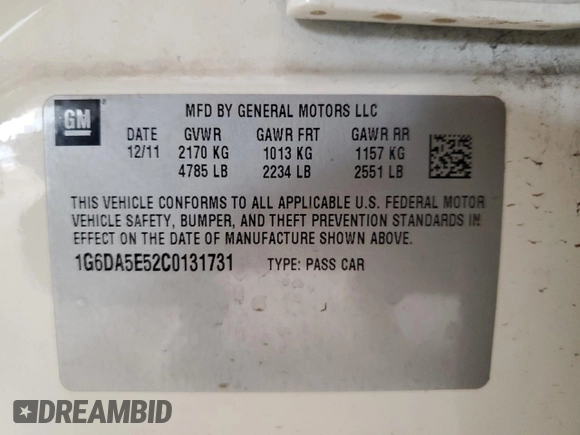 GM
MFD BY GENERAL MOTORS LLC
DATE GVWR GAWR FRT GAWR RR
12/11 2170 KG 1013 KG 1157 KG
4785 LB 2234 LB 2551 LB
THIS VEHICLE CONFORMS TO ALL APPLICABLE U.S. FEDERAL MOTOR
VEHICLE SAFETY, BUMPER, AND THEFT PREVENTION STANDARDS IN
EFFECT ON THE DATE OF MANUFACTURE SHOWN ABOVE.
1G6DA5E52C0131731 TYPE: PASS CAR
DREAMBID